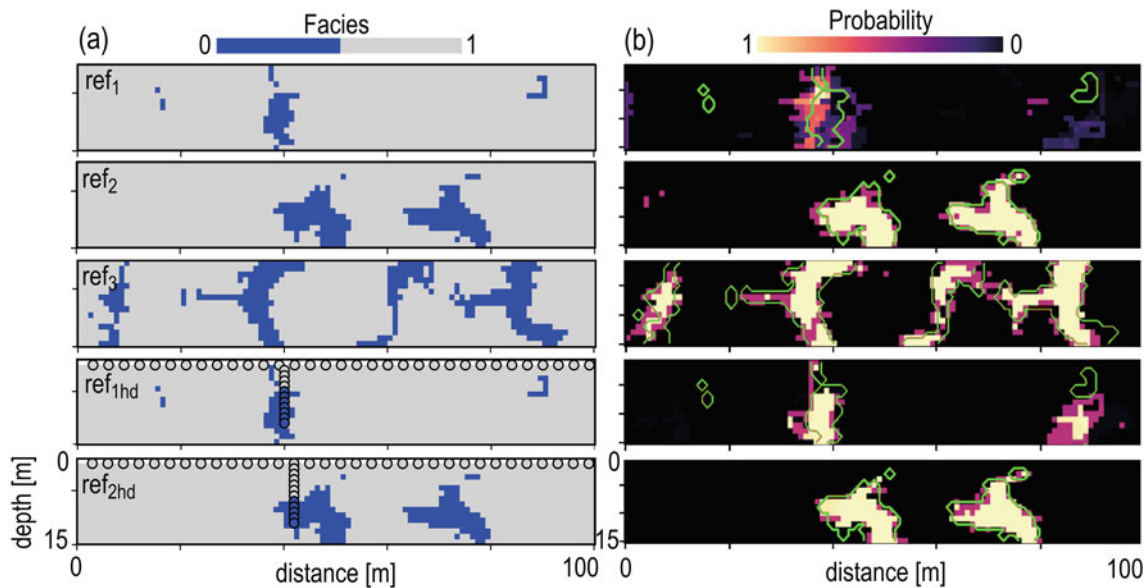 (a) Facies
0 1
(b) Probability
1 0
ref1
ref2
ref3
ref1hd
ref2hd
0
15
depth [m]
0 distance [m] 100
15
0 distance [m] 100